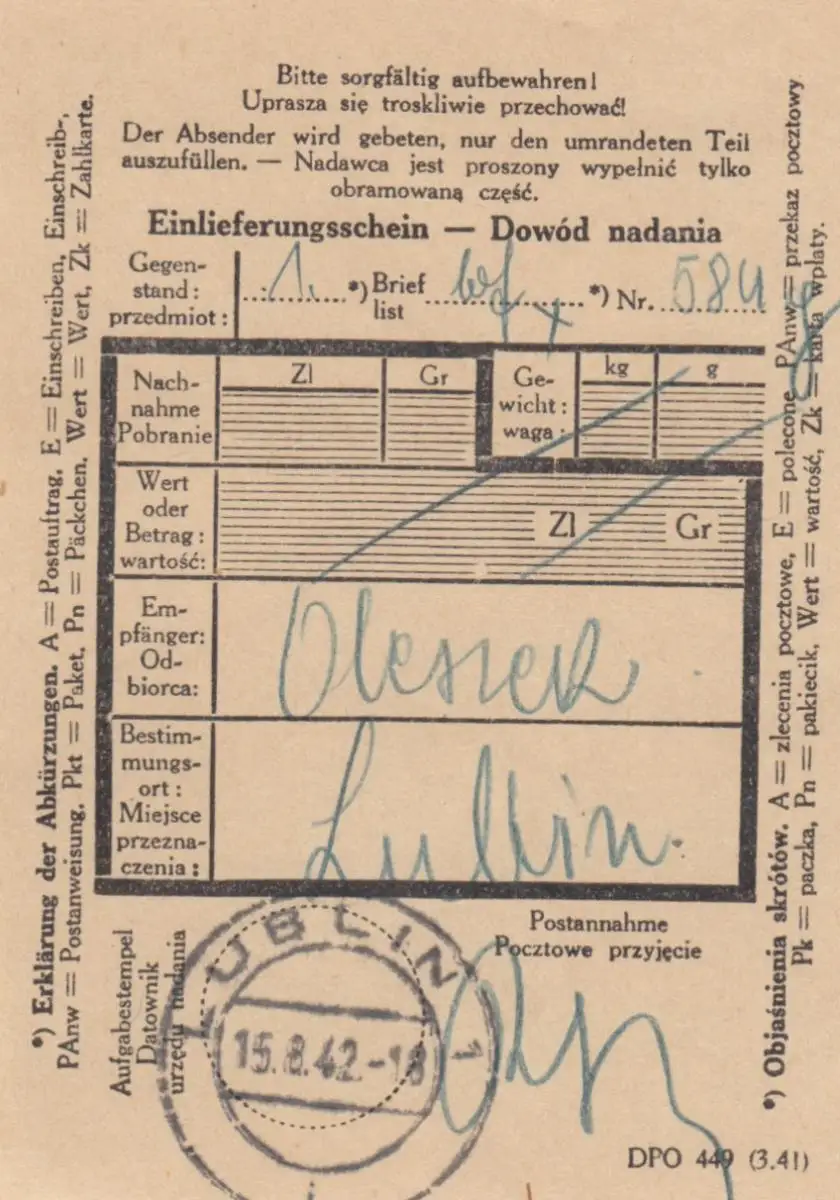 Bitte sorgfältig aufbewahren!
Uprasza się troskliwie przechować!
Der Absender wird gebeten, nur den umrandeten Teil
auszufüllen. — Nadawca jest proszony wypełnić tylko
obramowaną część.
Einlieferungsschein — Dowód nadania
Gegen-
stand:
przedmiot:
1. *) Brief
list
*) Nr. 584
Nach-
nahme
Pobranie
Zl Gr
Ge-
wicht:
waga:
kg g
Wert
oder
Betrag:
wartość:
Zl Gr
Em-
pfänger:
Od-
biorca:
Oleszek
Bestim-
mungs-
ort:
Miejsce
przezna-
czenia:
Lublin.
Aufgabestempel
Datownik
urzędu nadania
LUBLIN 1
15.8.42.-18
Postannahme
Pocztowe przyjęcie
DPO 449 (3.41)
*) Erklärung der Abkürzungen. A = Postauftrag, E = Einschreiben, Einschreib-,
PAnw = Postanweisung, Pkt = Paket, Pn = Päckchen, Wert = Wert, Zk = Zahlkarte.
*) Objaśnienia skrótów. A = zlecenia pocztowe, E = polecone, PAnw = przekaz pocztowy
Pk = paczka, Pn = pakiecik, Wert = wartość, Zk = karta wpłaty.